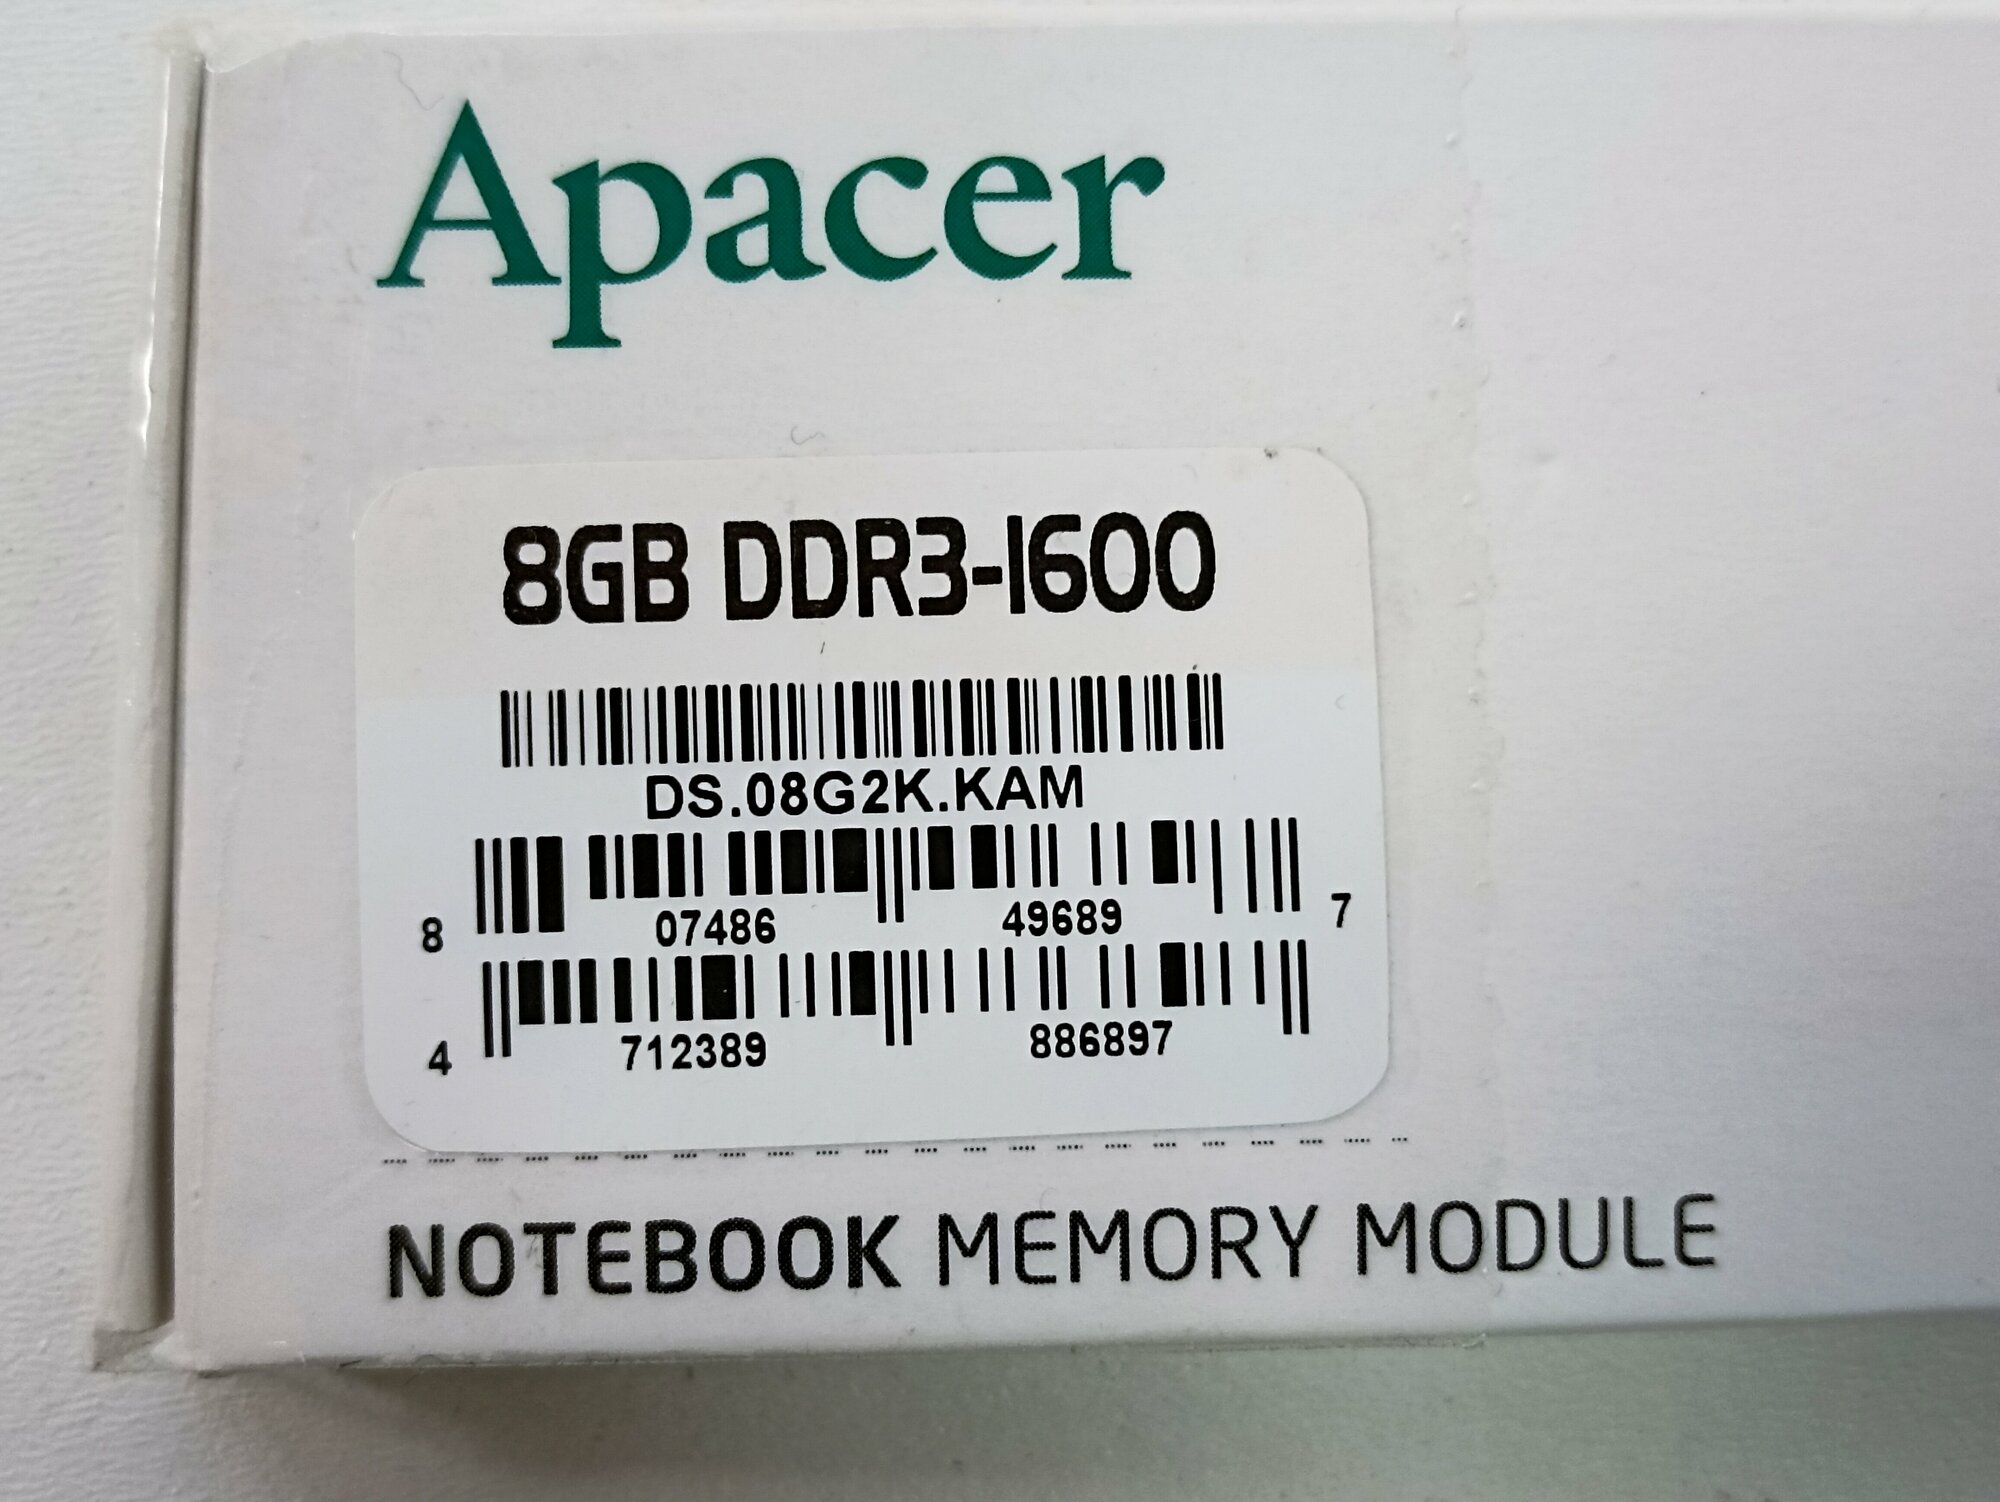 Apacer
8GB DDR3-1600
DS.08G2K.KAM
8 07486 49689 7
4 712389 886897
NOTEBOOK MEMORY MODULE